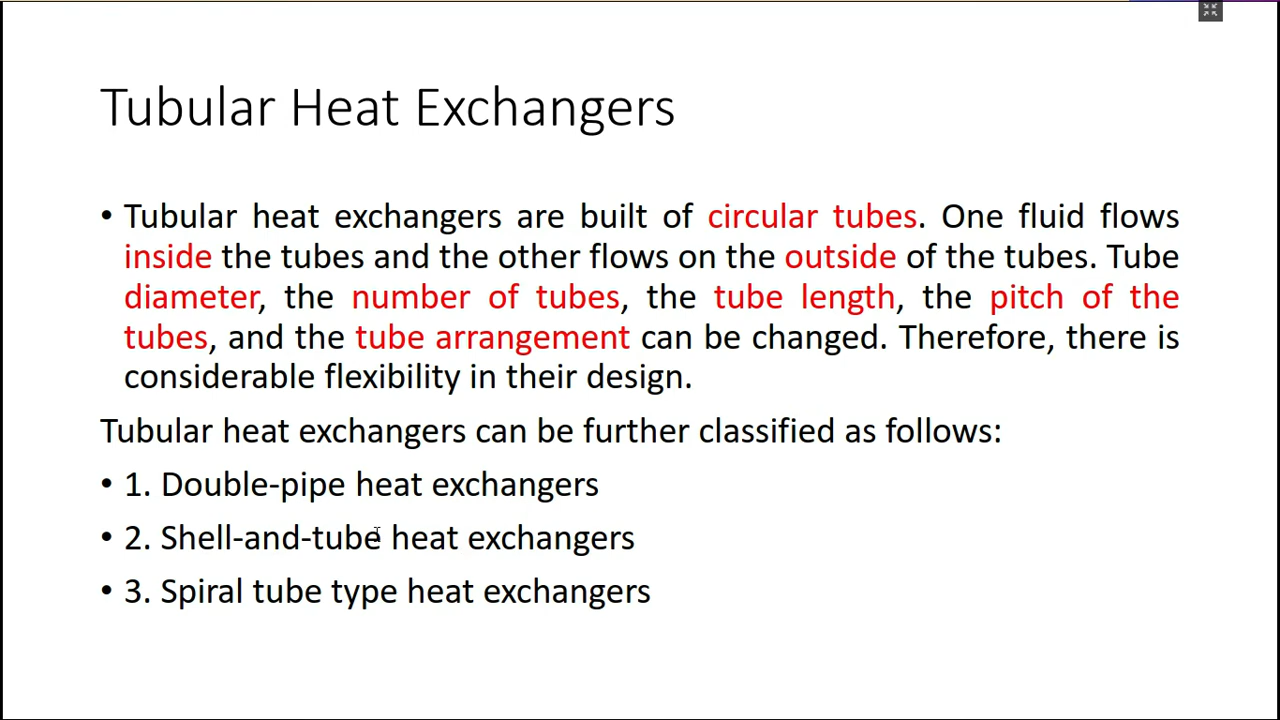 Tubular Heat Exchangers
• Tubular heat exchangers are built of circular tubes. One fluid flows
inside the tubes and the other flows on the outside of the tubes. Tube
diameter, the number of tubes, the tube length, the pitch of the
tubes, and the tube arrangement can be changed. Therefore, there is
considerable flexibility in their design.
Tubular heat exchangers can be further classified as follows:
• 1. Double-pipe heat exchangers
• 2. Shell-and-tube heat exchangers
• 3. Spiral tube type heat exchangers